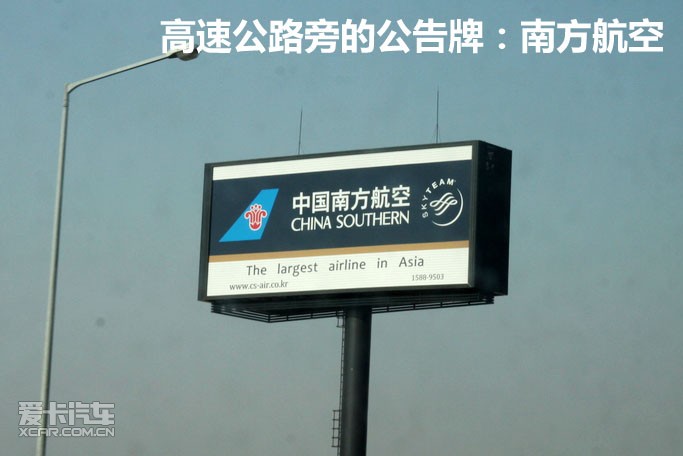 高速公路旁的公告牌：南方航空
中国南方航空
CHINA SOUTHERN
SKYTEAM
The largest airline in Asia
www.cs-air.co.kr
1588-9503
爱卡汽车
XCAR.COM.CN